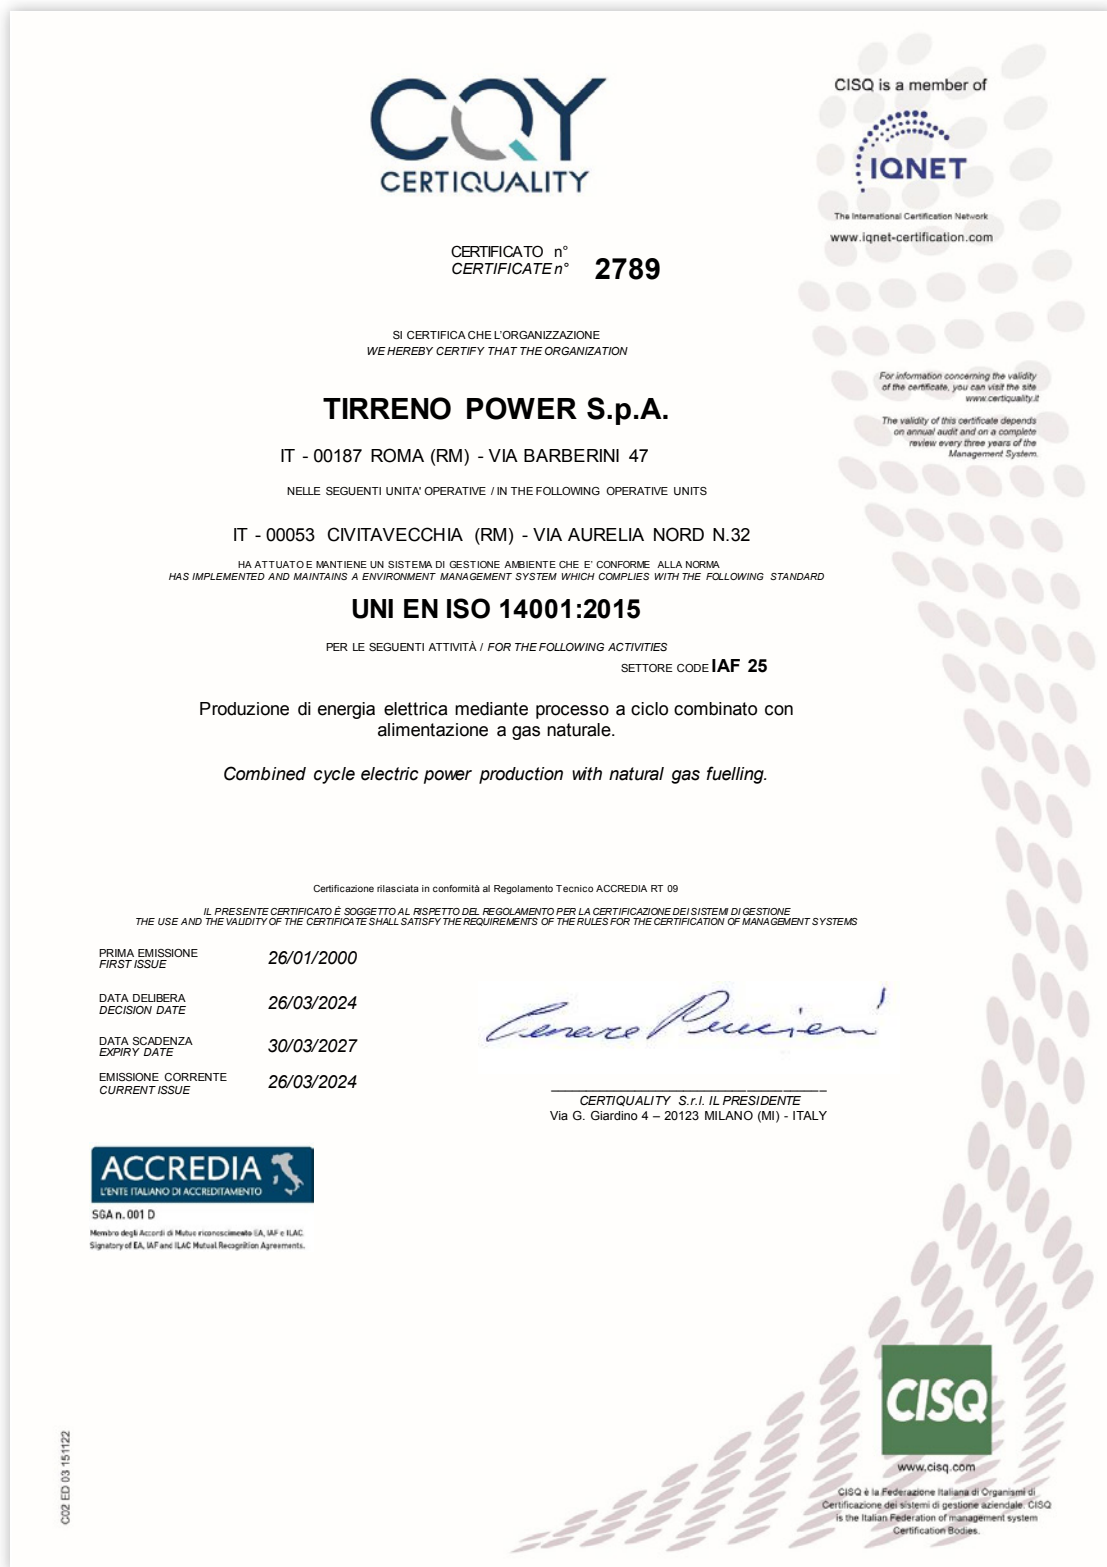 CQY
CERTIQUALITY
CISQ is a member of
IQNET
The International Certification Network
www.iqnet-certification.com
CERTIFICATO n°
CERTIFICATE n°
2789
SI CERTIFICA CHE L'ORGANIZZAZIONE
WE HEREBY CERTIFY THAT THE ORGANIZATION
For information concerning the validity
of the certificate, you can visit the site
www.certiquality.it
The validity of this certificate depends
on annual audit and on a complete
review every three years of the
Management System.
TIRRENO POWER S.p.A.
IT - 00187 ROMA (RM) - VIA BARBERINI 47
NELLE SEGUENTI UNITA' OPERATIVE / IN THE FOLLOWING OPERATIVE UNITS
IT - 00053 CIVITAVECCHIA (RM) - VIA AURELIA NORD N.32
HA ATTUATO E MANTIENE UN SISTEMA DI GESTIONE AMBIENTE CHE E' CONFORME ALLA NORMA
HAS IMPLEMENTED AND MAINTAINS A ENVIRONMENT MANAGEMENT SYSTEM WHICH COMPLIES WITH THE FOLLOWING STANDARD
UNI EN ISO 14001:2015
PER LE SEGUENTI ATTIVITÀ / FOR THE FOLLOWING ACTIVITIES
SETTORE CODE IAF 25
Produzione di energia elettrica mediante processo a ciclo combinato con
alimentazione a gas naturale.
Combined cycle electric power production with natural gas fuelling.
Certificazione rilasciata in conformità al Regolamento Tecnico ACCREDIA RT 09
IL PRESENTE CERTIFICATO È SOGGETTO AL RISPETTO DEL REGOLAMENTO PER LA CERTIFICAZIONE DEI SISTEMI DI GESTIONE
THE USE AND THE VALIDITY OF THE CERTIFICATE SHALL SATISFY THE REQUIREMENTS OF THE RULES FOR THE CERTIFICATION OF MANAGEMENT SYSTEMS
PRIMA EMISSIONE
FIRST ISSUE
26/01/2000
DATA DELIBERA
DECISION DATE
26/03/2024
DATA SCADENZA
EXPIRY DATE
30/03/2027
EMISSIONE CORRENTE
CURRENT ISSUE
26/03/2024
CERTIQUALITY S.r.l. IL PRESIDENTE
Via G. Giardino 4 – 20123 MILANO (MI) - ITALY
ACCREDIA
L'ENTE ITALIANO DI ACCREDITAMENTO
SGA n. 001 D
Membro degli Accordi di Mutuo riconoscimento EA, IAF e ILAC.
Signatory of EA, IAF and ILAC Mutual Recognition Agreements.
CISQ
www.cisq.com
CISQ è la Federazione Italiana di Organismi di
Certificazione dei sistemi di gestione aziendale. CISQ
is the Italian Federation of management system
Certification Bodies.
C02 ED 03 151122